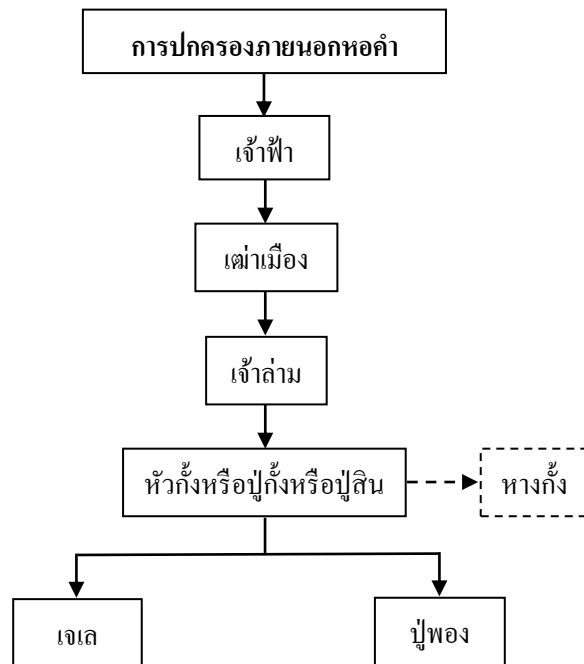 การปกครองภายนอกหอคำ
เจ้าฟ้า
เฒ่าเมือง
เจ้าล่าม
หัวกั้งหรือปู่กั้งหรือปู่สิน
หางกั้ง
เจเล
ปู่พอง